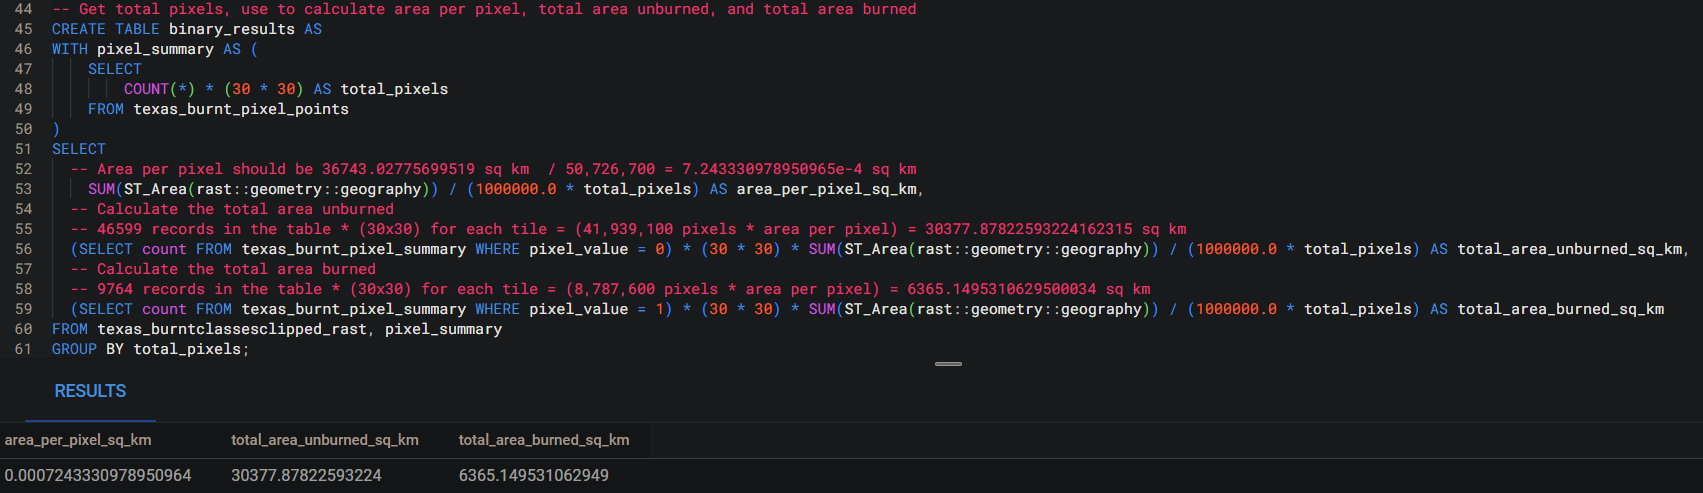 44 -- Get total pixels, use to calculate area per pixel, total area unburned, and total area burned
45 CREATE TABLE binary_results AS
46 WITH pixel_summary AS (
47 SELECT
48 COUNT(*) * (30 * 30) AS total_pixels
49 FROM texas_burnt_pixel_points
50 )
51 SELECT
52 -- Area per pixel should be 36743.02775699519 sq km / 50,726,700 = 7.243330978950965e-4 sq km
53 SUM(ST_Area(rast::geometry::geography)) / (1000000.0 * total_pixels) AS area_per_pixel_sq_km,
54 -- Calculate the total area unburned
55 -- 46599 records in the table * (30x30) for each tile = (41,939,100 pixels * area per pixel) = 30377.87822593224162315 sq km
56 (SELECT count FROM texas_burnt_pixel_summary WHERE pixel_value = 0) * (30 * 30) * SUM(ST_Area(rast::geometry::geography)) / (1000000.0 * total_pixels) AS total_area_unburned_sq_km,
57 -- Calculate the total area burned
58 -- 9764 records in the table * (30x30) for each tile = (8,787,600 pixels * area per pixel) = 6365.1495310629500034 sq km
59 (SELECT count FROM texas_burnt_pixel_summary WHERE pixel_value = 1) * (30 * 30) * SUM(ST_Area(rast::geometry::geography)) / (1000000.0 * total_pixels) AS total_area_burned_sq_km
60 FROM texas_burntclassesclipped_rast, pixel_summary
61 GROUP BY total_pixels;
RESULTS
area_per_pixel_sq_km total_area_unburned_sq_km total_area_burned_sq_km
0.0007243330978950964 30377.87822593224 6365.149531062949